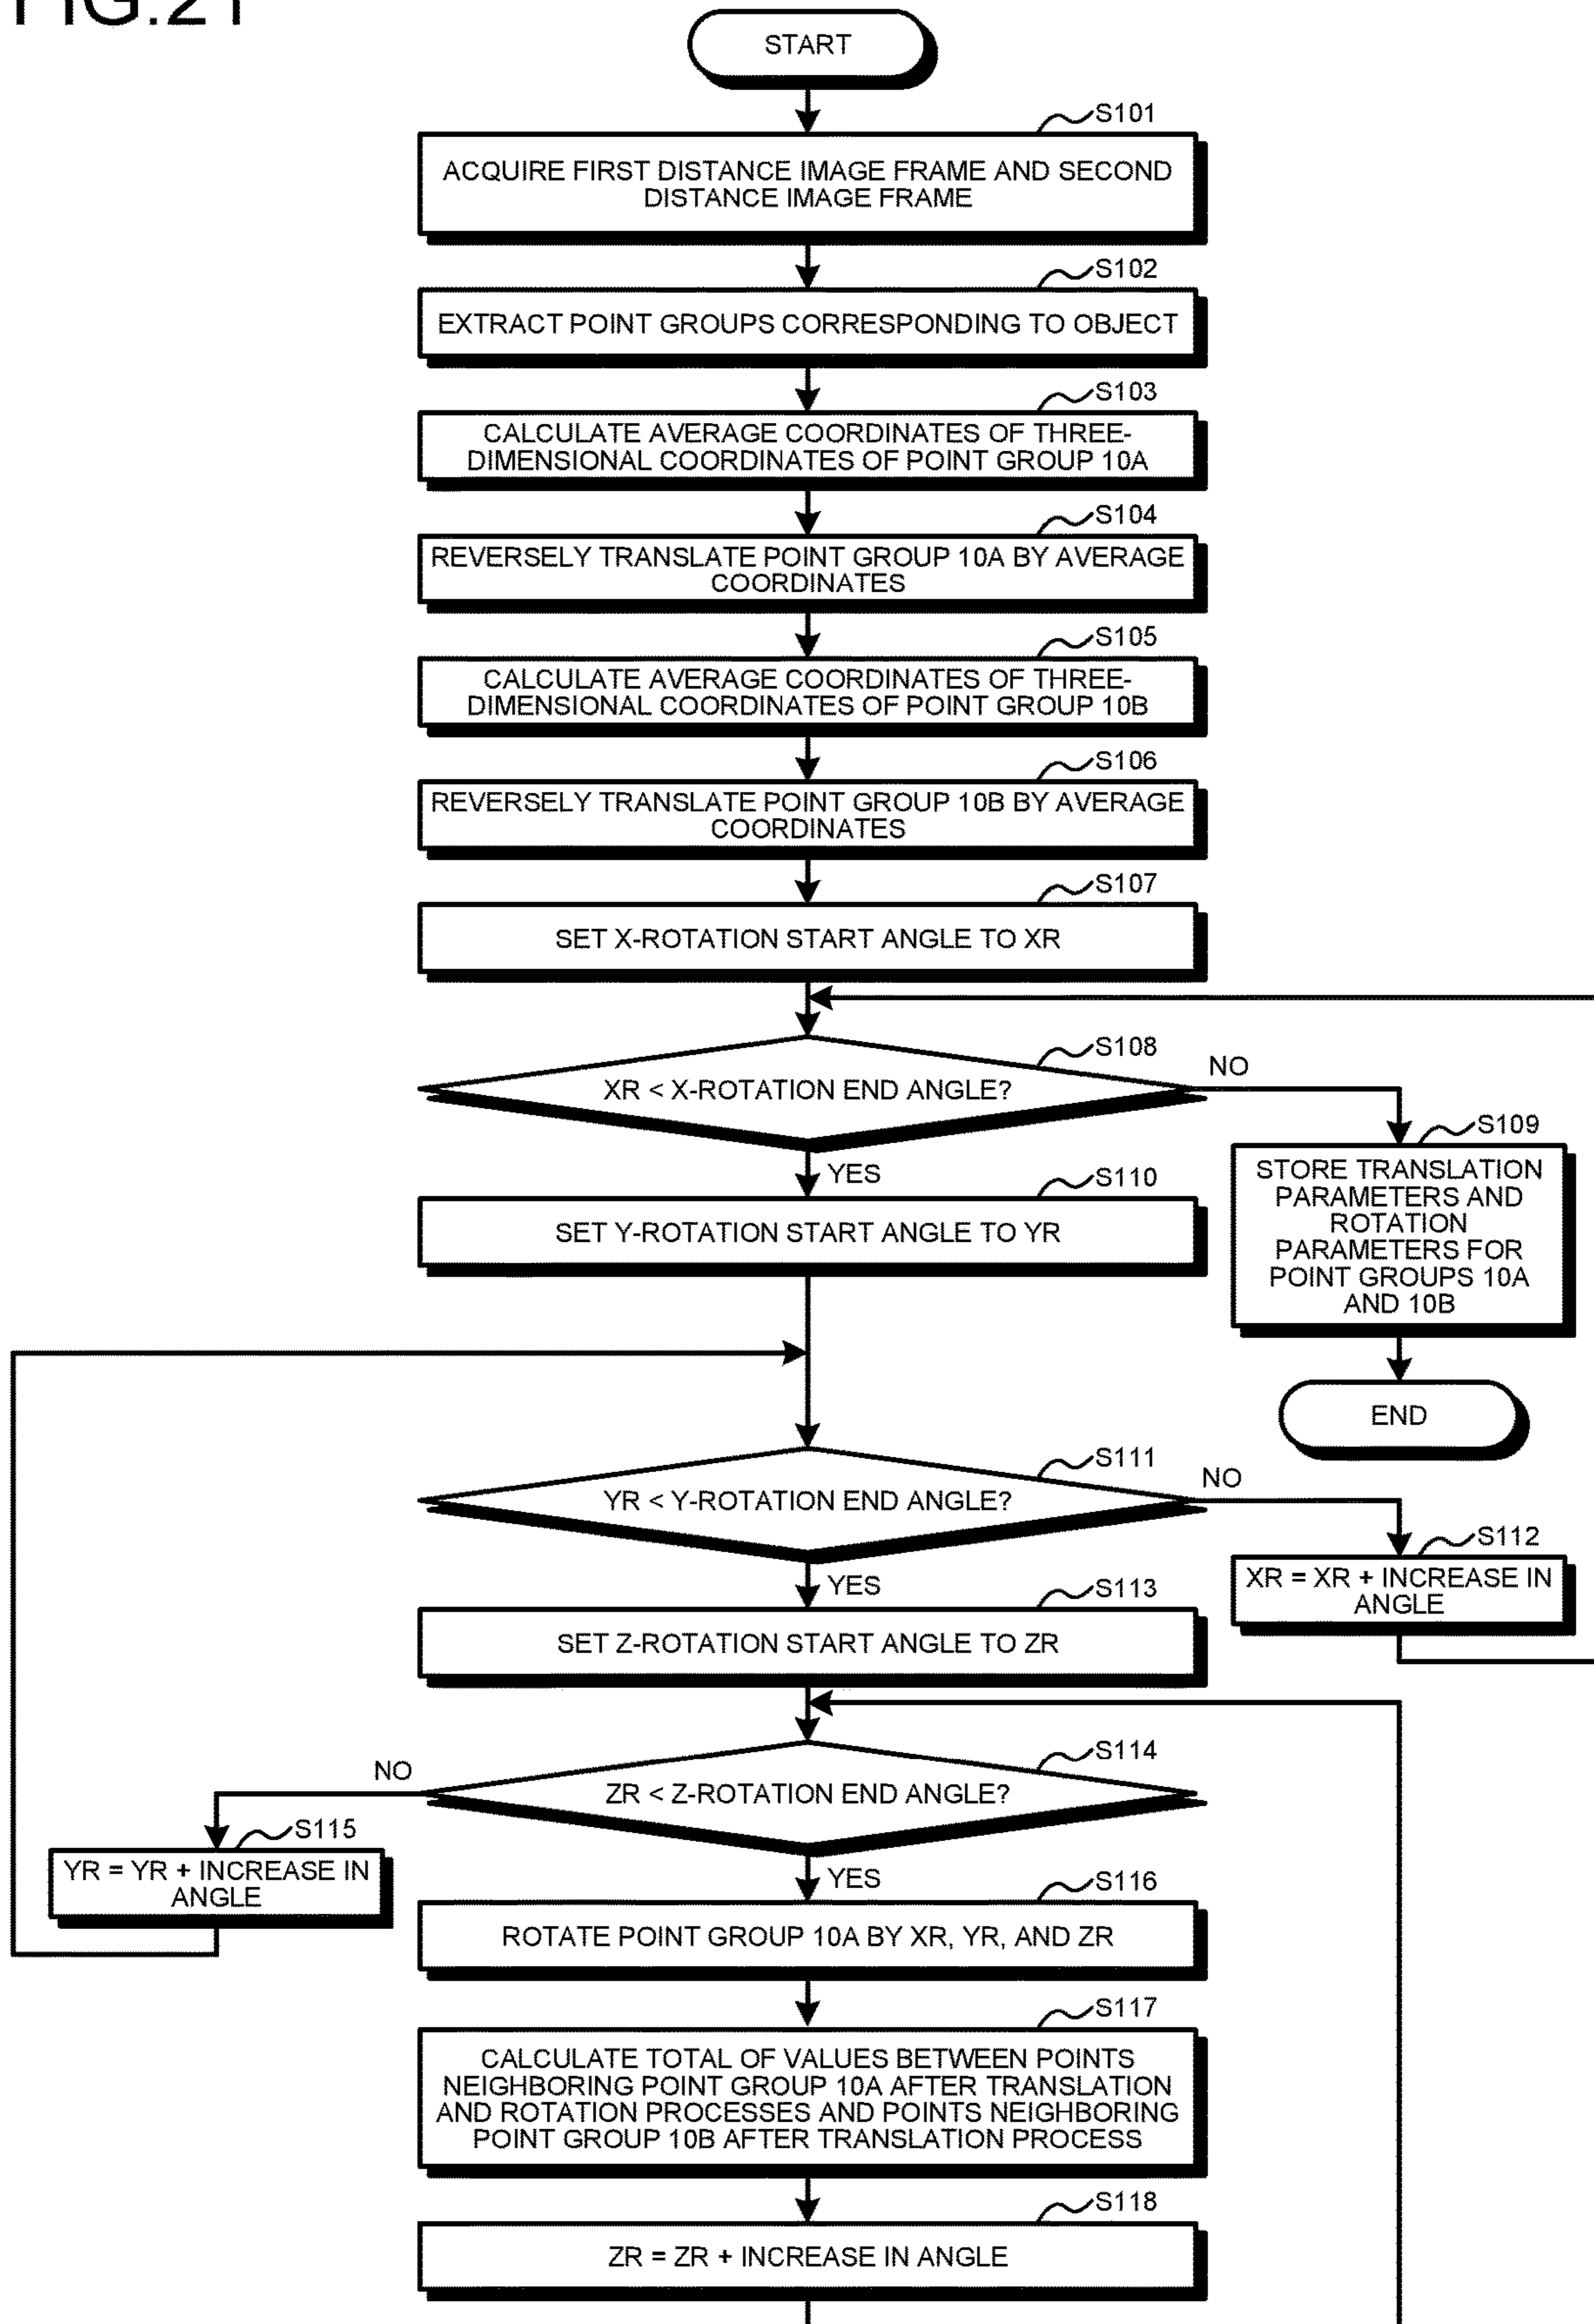 FIG.21
START
S101
ACQUIRE FIRST DISTANCE IMAGE FRAME AND SECOND
DISTANCE IMAGE FRAME
S102
EXTRACT POINT GROUPS CORRESPONDING TO OBJECT
S103
CALCULATE AVERAGE COORDINATES OF THREE-
DIMENSIONAL COORDINATES OF POINT GROUP 10A
S104
REVERSELY TRANSLATE POINT GROUP 10A BY AVERAGE
COORDINATES
S105
CALCULATE AVERAGE COORDINATES OF THREE-
DIMENSIONAL COORDINATES OF POINT GROUP 10B
S106
REVERSELY TRANSLATE POINT GROUP 10B BY AVERAGE
COORDINATES
S107
SET X-ROTATION START ANGLE TO XR
S108
XR < X-ROTATION END ANGLE?
NO
S109
STORE TRANSLATION
PARAMETERS AND
ROTATION
PARAMETERS FOR
POINT GROUPS 10A
AND 10B
END
YES
S110
SET Y-ROTATION START ANGLE TO YR
S111
YR < Y-ROTATION END ANGLE?
NO
S112
XR = XR + INCREASE IN
ANGLE
YES
S113
SET Z-ROTATION START ANGLE TO ZR
S114
ZR < Z-ROTATION END ANGLE?
NO
S115
YR = YR + INCREASE IN
ANGLE
YES
S116
ROTATE POINT GROUP 10A BY XR, YR, AND ZR
S117
CALCULATE TOTAL OF VALUES BETWEEN POINTS
NEIGHBORING POINT GROUP 10A AFTER TRANSLATION
AND ROTATION PROCESSES AND POINTS NEIGHBORING
POINT GROUP 10B AFTER TRANSLATION PROCESS
S118
ZR = ZR + INCREASE IN ANGLE